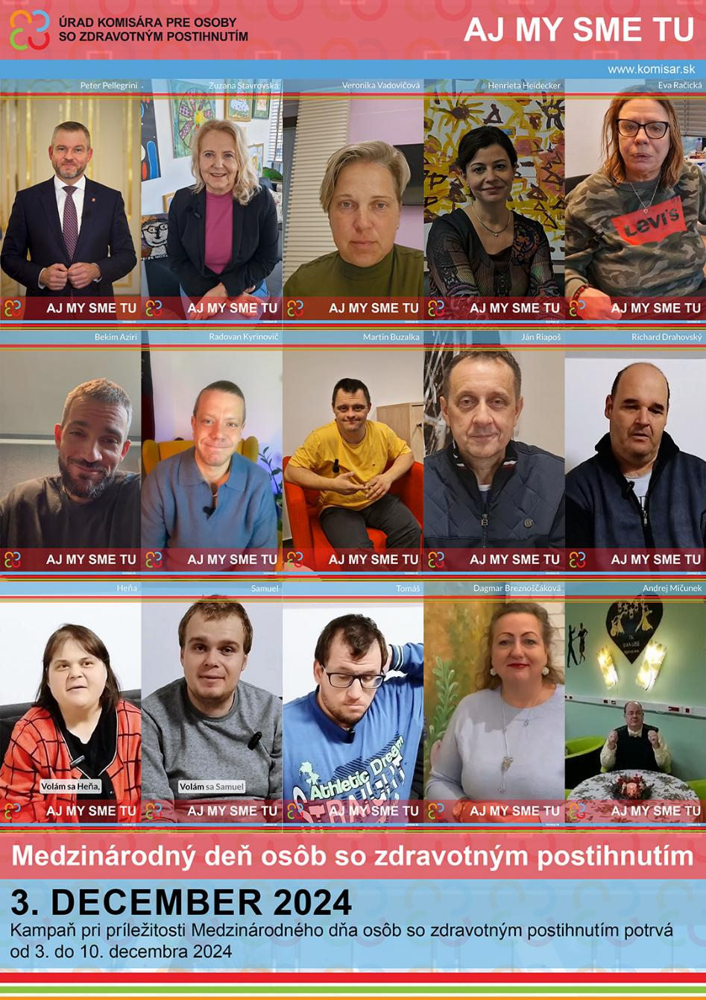 ÚRAD KOMISÁRA PRE OSOBY
SO ZDRAVOTNÝM POSTIHNUTÍM
AJ MY SME TU
www.komisar.sk
Peter Pellegrini
Zuzana Stavrovská
Veronika Vadovičová
Henrieta Heidecker
Eva Račická
Levi's
AJ MY SME TU
AJ MY SME TU
AJ MY SME TU
AJ MY SME TU
AJ MY SME TU
Bekim Aziri
Radovan Kyrinovič
Martin Buzalka
Ján Riapoš
Richard Drahovský
AJ MY SME TU
AJ MY SME TU
AJ MY SME TU
AJ MY SME TU
AJ MY SME TU
Heňa
Samuel
Tomáš
Dagmar Breznoščáková
Andrej Mičunek
DANUBE
Volám sa Heňa,
Volám sa Samuel
Athletic Dream
AJ MY SME TU
AJ MY SME TU
AJ MY SME TU
AJ MY SME TU
AJ MY SME TU
Medzinárodný deň osôb so zdravotným postihnutím
3. DECEMBER 2024
Kampaň pri príležitosti Medzinárodného dňa osôb so zdravotným postihnutím potrvá
od 3. do 10. decembra 2024